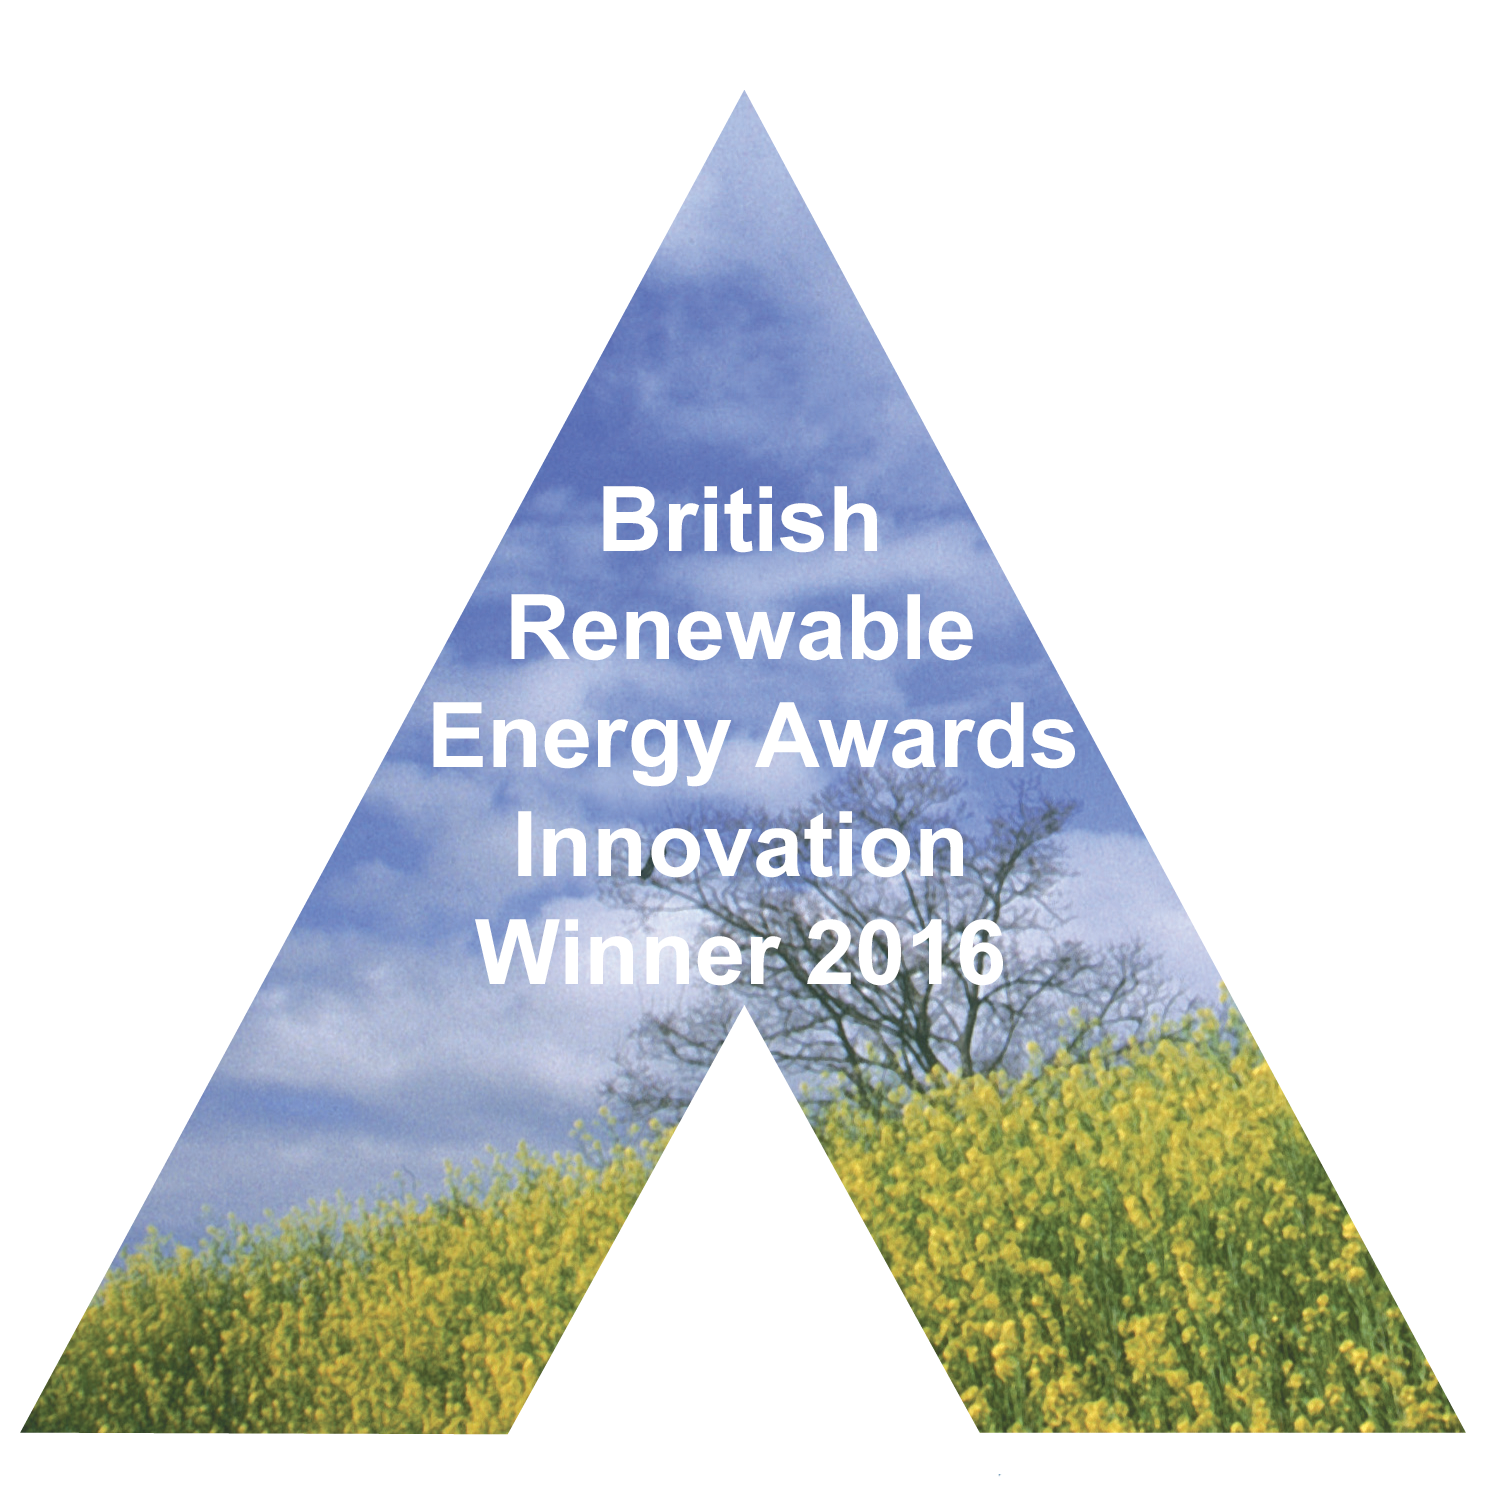 British
Renewable
Energy Awards
Innovation
Winner 2016